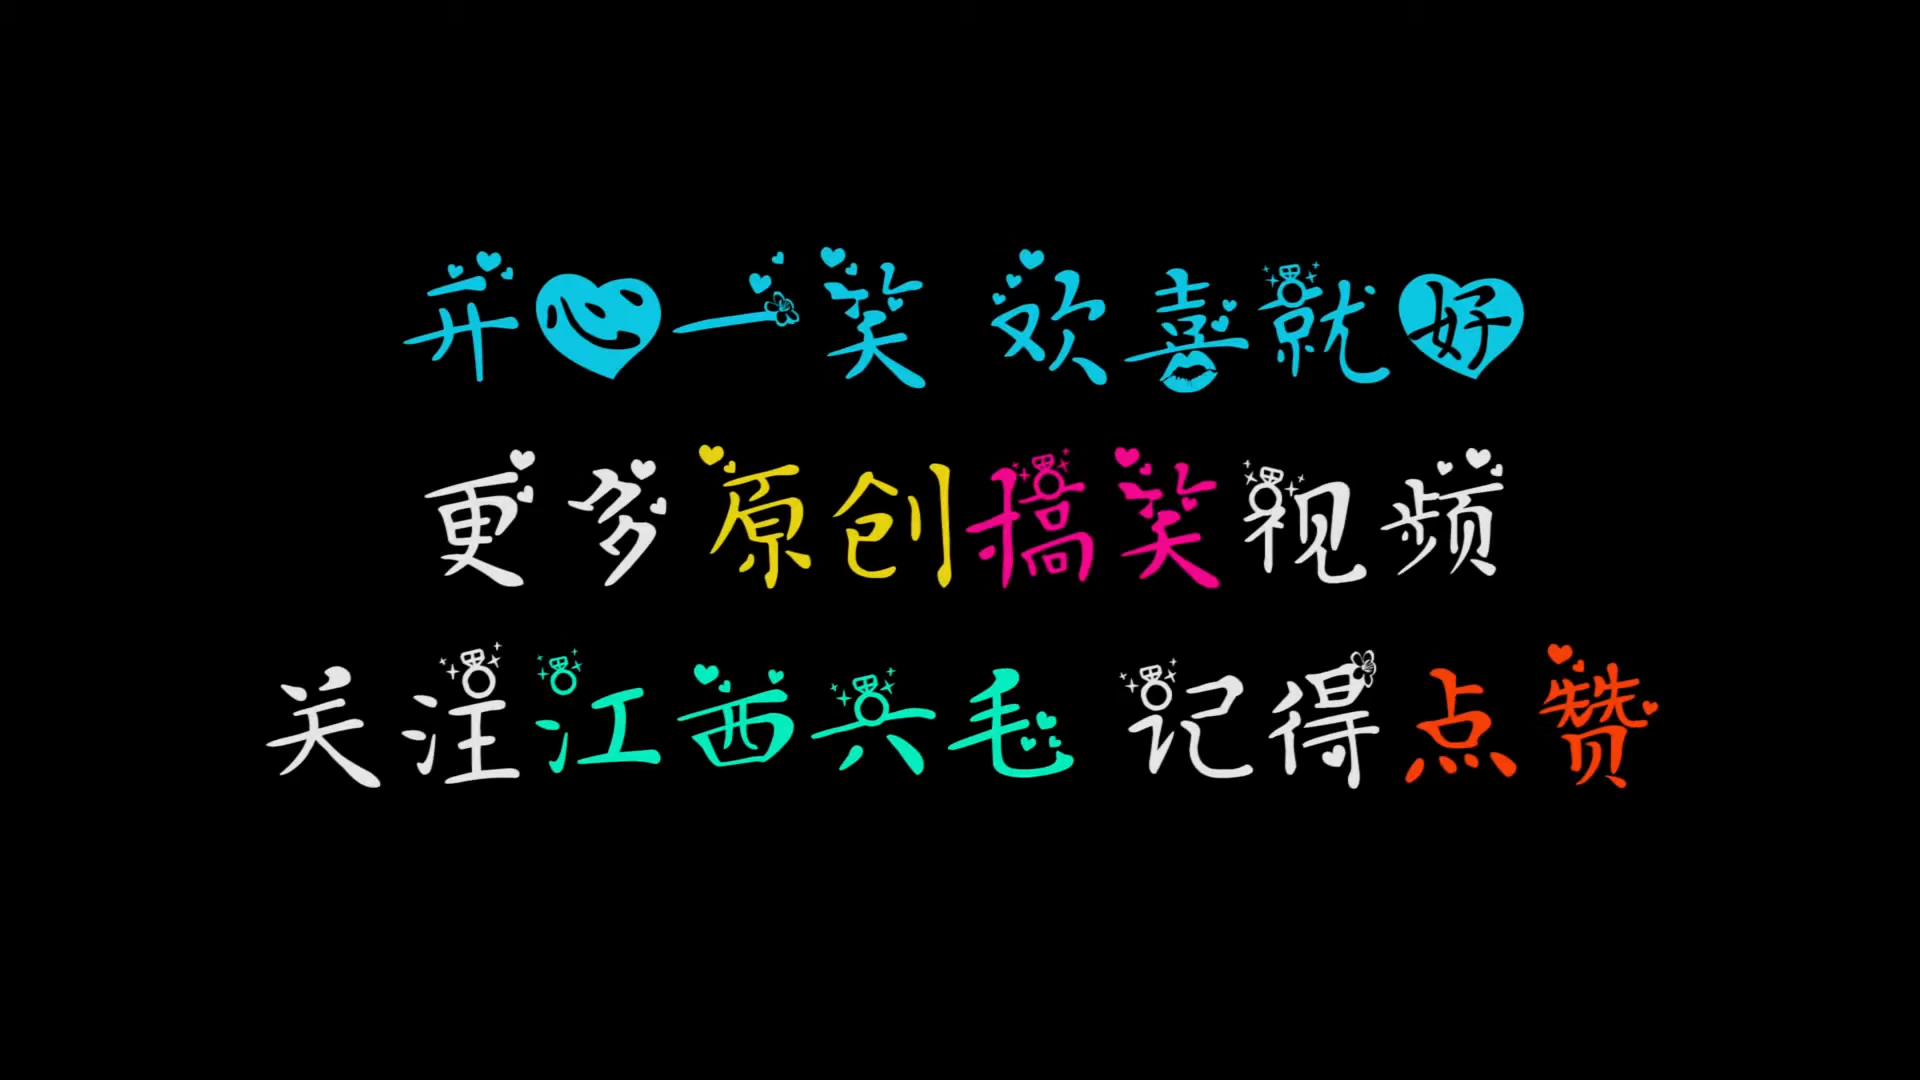 开心一笑 欢喜就好
更多原创搞笑视频
关注江西六毛 记得点赞